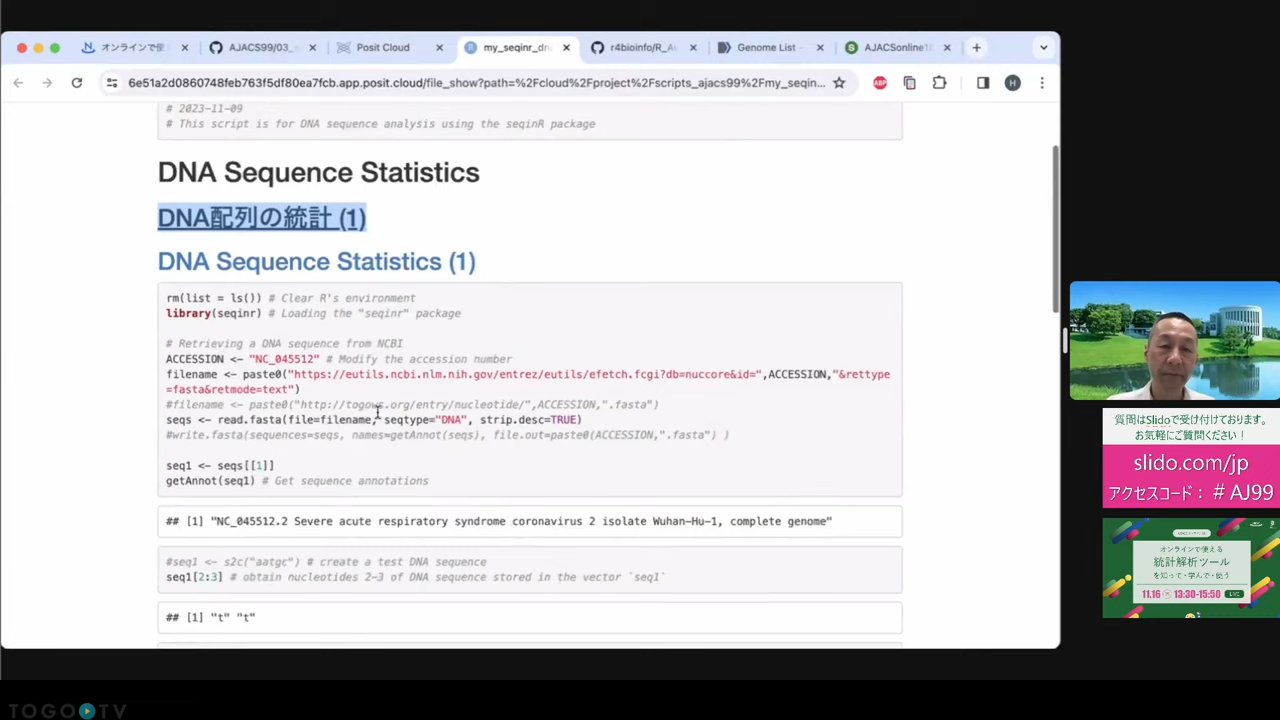 オンラインで使
AJACS99/03_
Posit Cloud
my_seqinr_dn
r4bioinfo/R_A
Genome List -
AJACSonline1
6e51a2d0860748feb763f5df80ea7fcb.app.posit.cloud/file_show?path=%2Fcloud%2Fproject%2Fscripts_ajacs99%2Fmy_seqin...
ABP
H
# 2023-11-09
# This script is for DNA sequence analysis using the seqinR package
DNA Sequence Statistics
DNA配列の統計 (1)
DNA Sequence Statistics (1)
rm(list = ls()) # Clear R's environment
library(seqinr) # Loading the "seqinr" package
# Retrieving a DNA sequence from NCBI
ACCESSION <- "NC_045512" # Modify the accession number
filename <- paste0("https://eutils.ncbi.nlm.nih.gov/entrez/eutils/efetch.fcgi?db=nuccore&id=",ACCESSION,"&rettype
=fasta&retmode=text")
#filename <- paste0("http://togows.org/entry/nucleotide/",ACCESSION,".fasta")
seqs <- read.fasta(file=filename, seqtype="DNA", strip.desc=TRUE)
#write.fasta(sequences=seqs, names=getAnnot(seqs), file.out=paste0(ACCESSION,".fasta") )
seq1 <- seqs[[1]]
getAnnot(seq1) # Get sequence annotations
## [1] "NC_045512.2 Severe acute respiratory syndrome coronavirus 2 isolate Wuhan-Hu-1, complete genome"
#seq1 <- s2c("aatgc") # create a test DNA sequence
seq1[2:3] # obtain nucleotides 2-3 of DNA sequence stored in the vector `seq1`
## [1] "t" "t"
質問はSlidoで受け付けております。
お気軽にご質問ください！
slido.com/jp
アクセスコード： ＃AJ99
オンラインで使える
統計解析ツール
を知って・学んで・使う
11.16 13:30-15:50 LIVE
TOGO TV